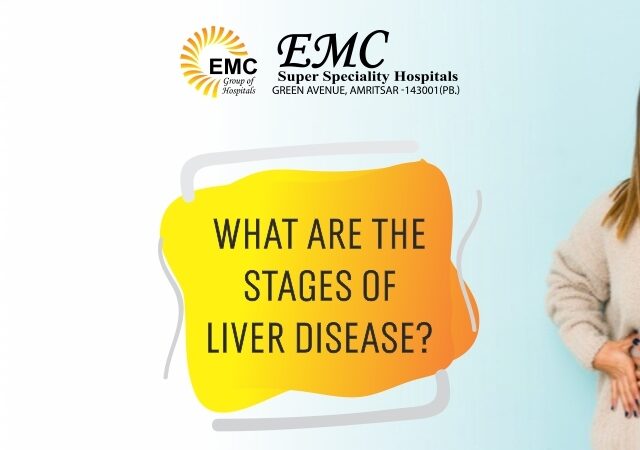 EMC
Group of
Hospitals
EMC
Super Speciality Hospitals
GREEN AVENUE, AMRITSAR -143001(PB.)
WHAT ARE THE
STAGES OF
LIVER DISEASE?